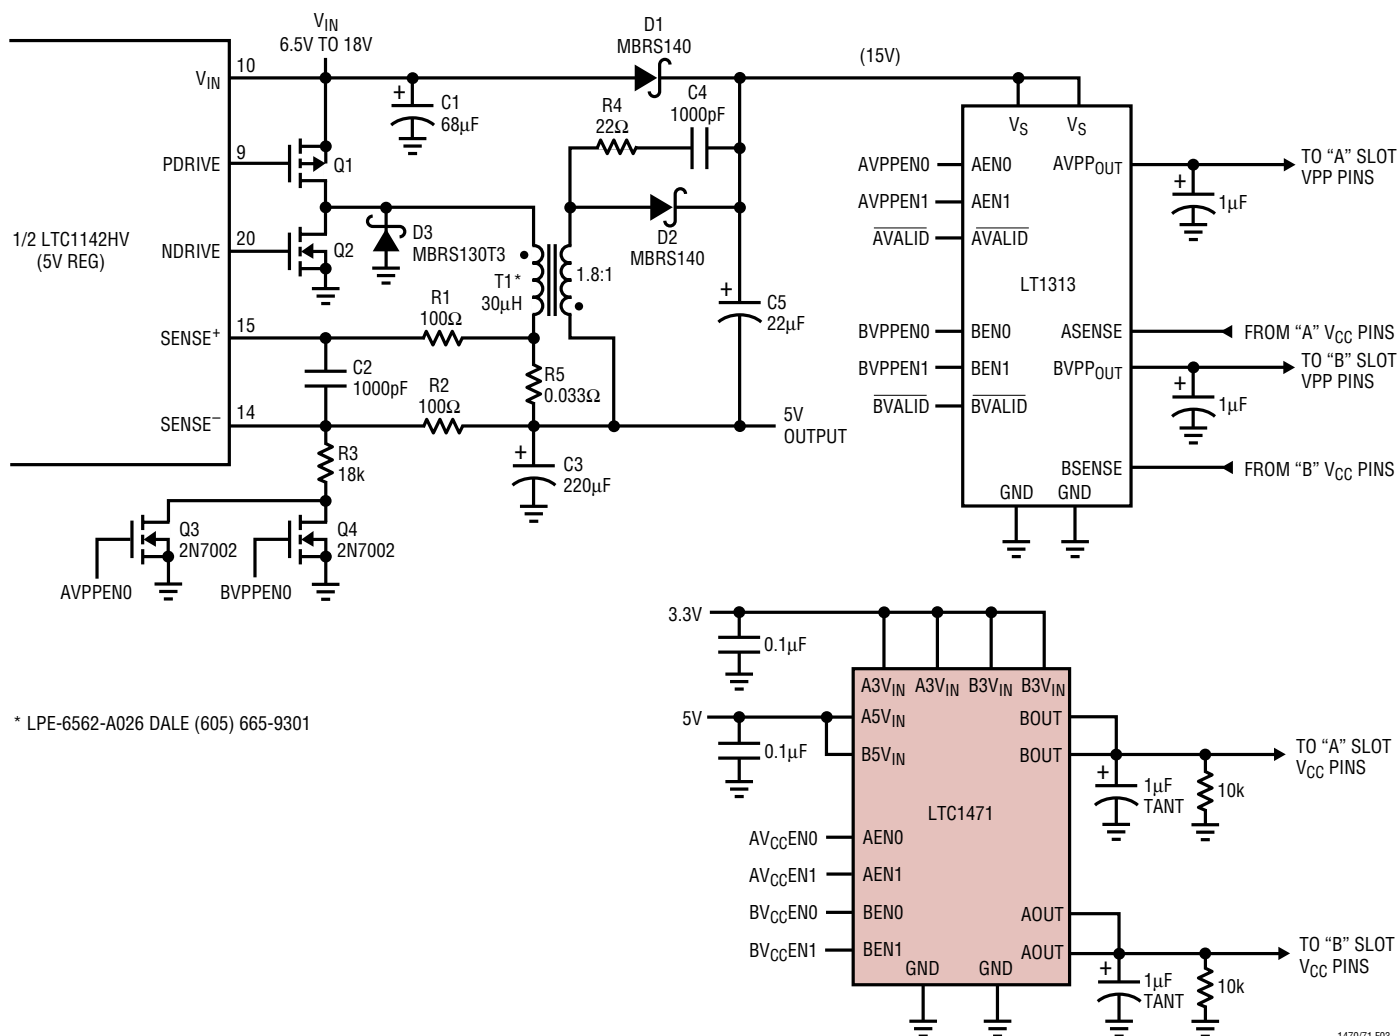 V_IN
6.5V TO 18V
D1
MBRS140
(15V)
V_IN
10
+
C1
68µF
R4
22Ω
C4
1000pF
V_S V_S
PDRIVE
9
Q1
AVPPEN0
AEN0
AVPP_OUT
TO “A” SLOT
VPP PINS
+
1µF
AVPPEN1
AEN1
1/2 LTC1142HV
(5V REG)
NDRIVE
20
Q2
D3
MBRS130T3
D2
MBRS140
AVALID
AVALID
T1*
30µH
1.8:1
LT1313
+
C5
22µF
SENSE+
15
R1
100Ω
BVPPEN0
BEN0
ASENSE
FROM “A” V_CC PINS
C2
1000pF
R5
0.033Ω
BVPPEN1
BEN1
BVPP_OUT
TO “B” SLOT
VPP PINS
+
1µF
R2
100Ω
BVALID
BVALID
SENSE–
14
5V
OUTPUT
R3
18k
+
C3
220µF
BSENSE
FROM “B” V_CC PINS
GND GND
Q3
2N7002
Q4
2N7002
AVPPEN0
BVPPEN0
3.3V
0.1µF
A3V_IN A3V_IN B3V_IN B3V_IN
* LPE-6562-A026 DALE (605) 665-9301
5V
A5V_IN
BOUT
0.1µF
B5V_IN
BOUT
TO “A” SLOT
V_CC PINS
+
1µF
TANT
10k
LTC1471
AV_CCEN0
AEN0
AV_CCEN1
AEN1
BV_CCEN0
BEN0
AOUT
BV_CCEN1
BEN1
AOUT
TO “B” SLOT
V_CC PINS
GND GND
+
1µF
TANT
10k